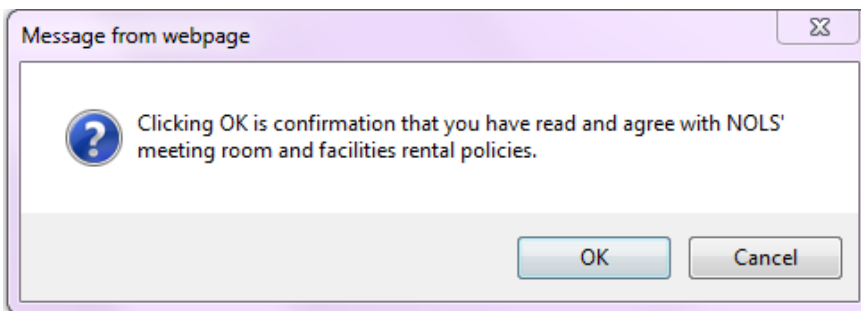 Message from webpage
Clicking OK is confirmation that you have read and agree with NOLS'
meeting room and facilities rental policies.
OK
Cancel